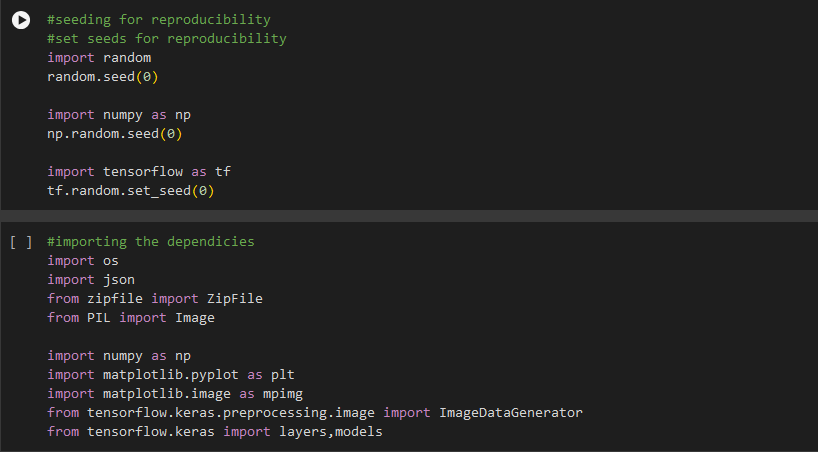 #seeding for reproducibility
#set seeds for reproducibility
import random
random.seed(0)
import numpy as np
np.random.seed(0)
import tensorflow as tf
tf.random.set_seed(0)
[ ] #importing the dependicies
import os
import json
from zipfile import ZipFile
from PIL import Image
import numpy as np
import matplotlib.pyplot as plt
import matplotlib.image as mpimg
from tensorflow.keras.preprocessing.image import ImageDataGenerator
from tensorflow.keras import layers,models